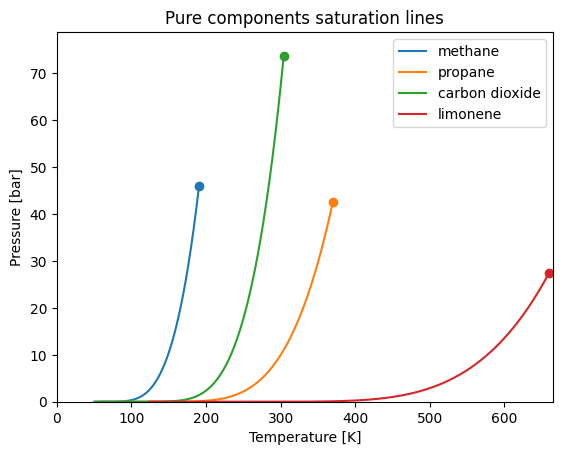 Pure components saturation lines
methane
propane
carbon dioxide
limonene
Pressure [bar]
70
60
50
40
30
20
10
0
0 100 200 300 400 500 600
Temperature [K]